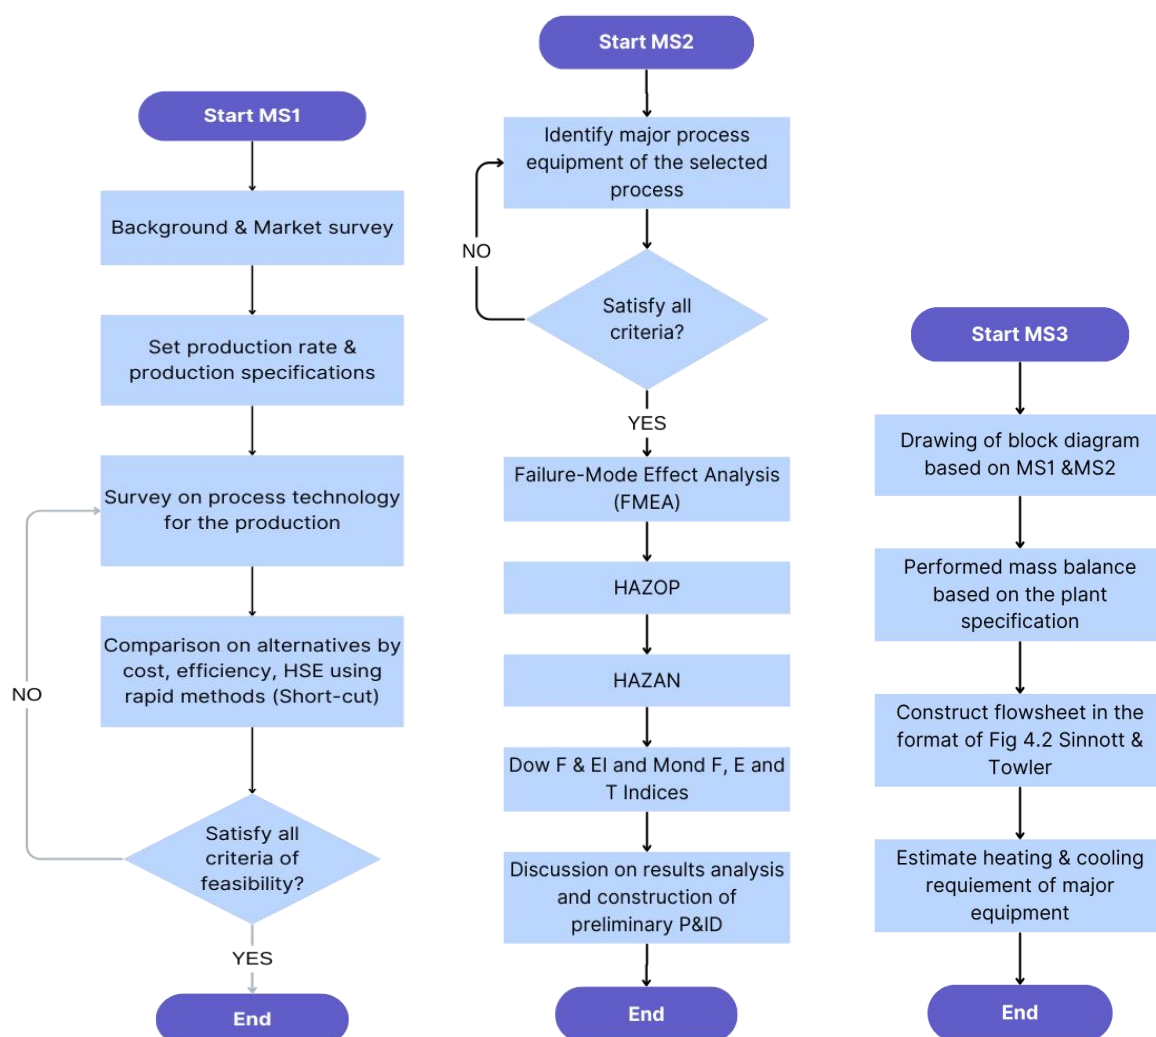 Start MS1
Background & Market survey
Set production rate &
production specifications
Survey on process technology
for the production
Comparison on alternatives by
cost, efficiency, HSE using
rapid methods (Short-cut)
NO
Satisfy all
criteria of
feasibility?
YES
End
Start MS2
Identify major process
equipment of the selected
process
NO
Satisfy all
criteria?
YES
Failure-Mode Effect Analysis
(FMEA)
HAZOP
HAZAN
Dow F & EI and Mond F, E and
T Indices
Discussion on results analysis
and construction of
preliminary P&ID
End
Start MS3
Drawing of block diagram
based on MS1 &MS2
Performed mass balance
based on the plant
specification
Construct flowsheet in the
format of Fig 4.2 Sinnott &
Towler
Estimate heating & cooling
requiement of major
equipment
End